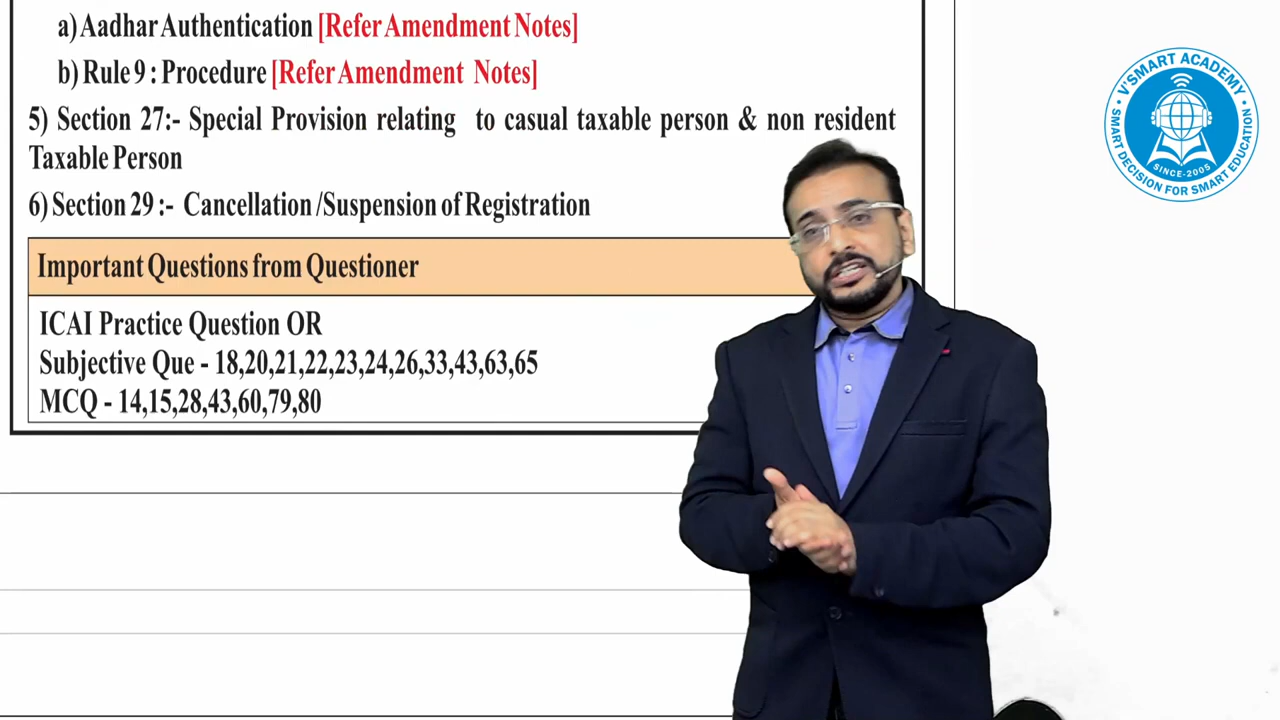 a) Aadhar Authentication [Refer Amendment Notes]
b) Rule 9 : Procedure [Refer Amendment Notes]
5) Section 27:- Special Provision relating to casual taxable person & non resident
Taxable Person
6) Section 29 :- Cancellation /Suspension of Registration
Important Questions from Questioner
ICAI Practice Question OR
Subjective Que - 18,20,21,22,23,24,26,33,43,63,65
MCQ - 14,15,28,43,60,79,80
V'SMART ACADEMY
SINCE-2005
SMART DECISION FOR SMART EDUCATION